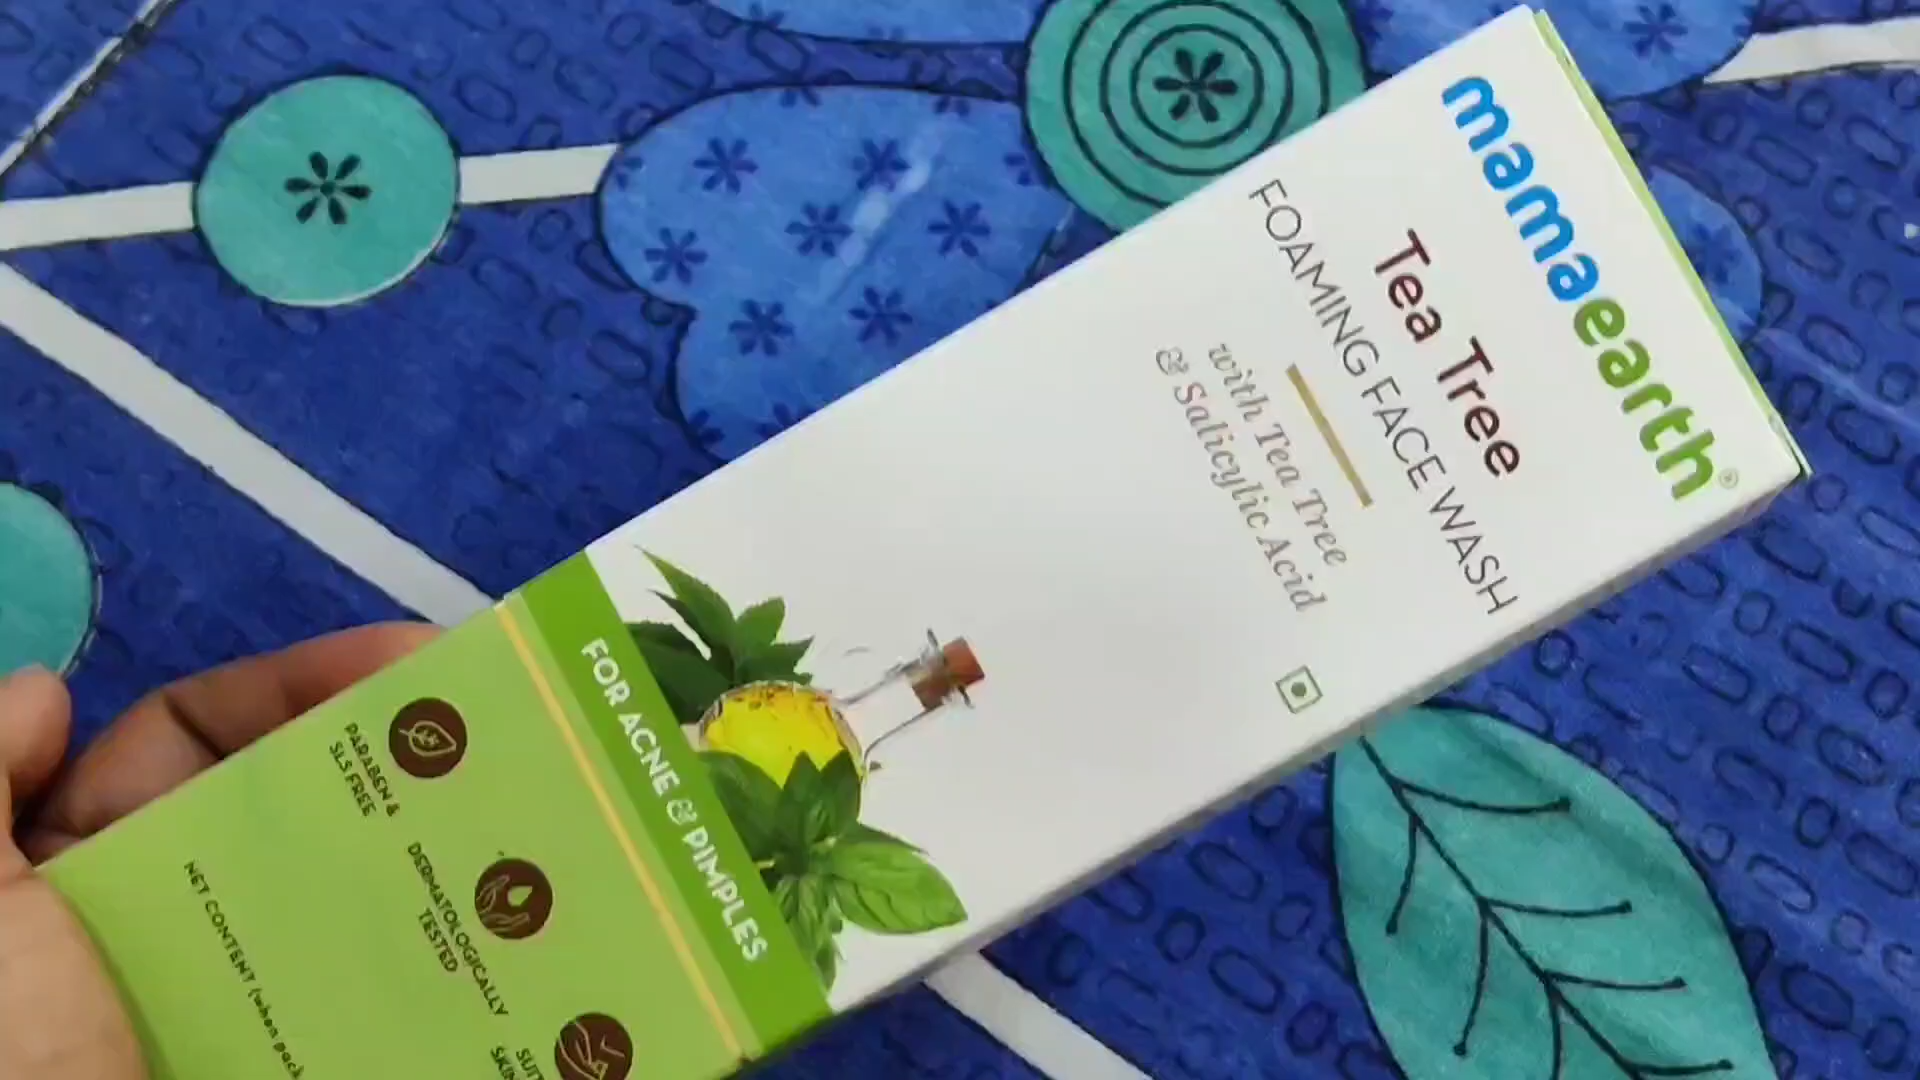 mamaearth®
Tea Tree
FOAMING FACE WASH
with Tea Tree
& Salicylic Acid
FOR ACNE & PIMPLES
PARABEN &
SLS FREE
DERMATOLOGICALLY
TESTED
NET CONTENT (when